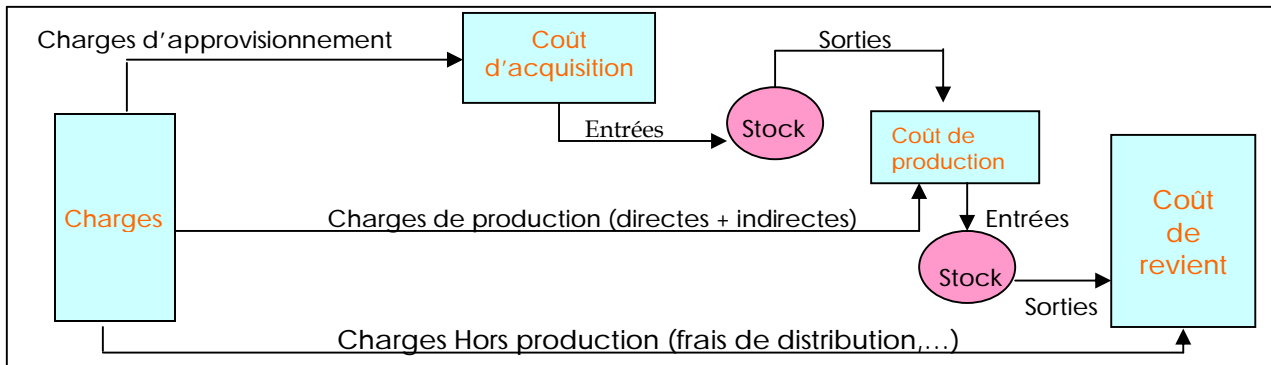 Charges d'approvisionnement
Coût
d'acquisition
Sorties
Entrées
Stock
Coût de
production
Charges
Charges de production (directes + indirectes)
Entrées
Stock
Sorties
Coût
de
revient
Charges Hors production (frais de distribution,…)